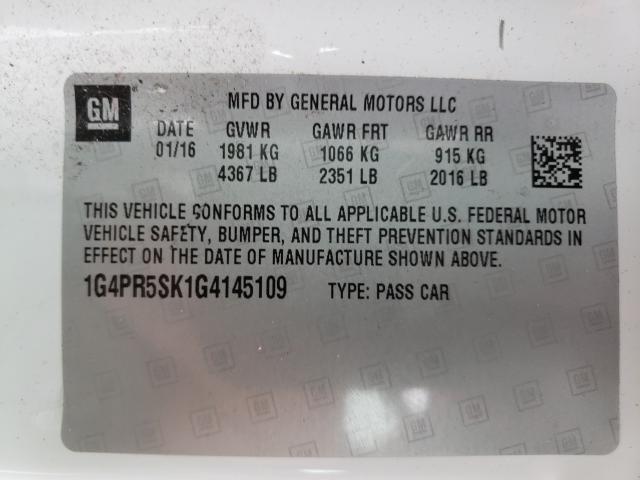 GM
MFD BY GENERAL MOTORS LLC
DATE GVWR GAWR FRT GAWR RR
01/16 1981 KG 1066 KG 915 KG
4367 LB 2351 LB 2016 LB
THIS VEHICLE CONFORMS TO ALL APPLICABLE U.S. FEDERAL MOTOR
VEHICLE SAFETY, BUMPER, AND THEFT PREVENTION STANDARDS IN
EFFECT ON THE DATE OF MANUFACTURE SHOWN ABOVE.
1G4PR5SK1G4145109 TYPE: PASS CAR